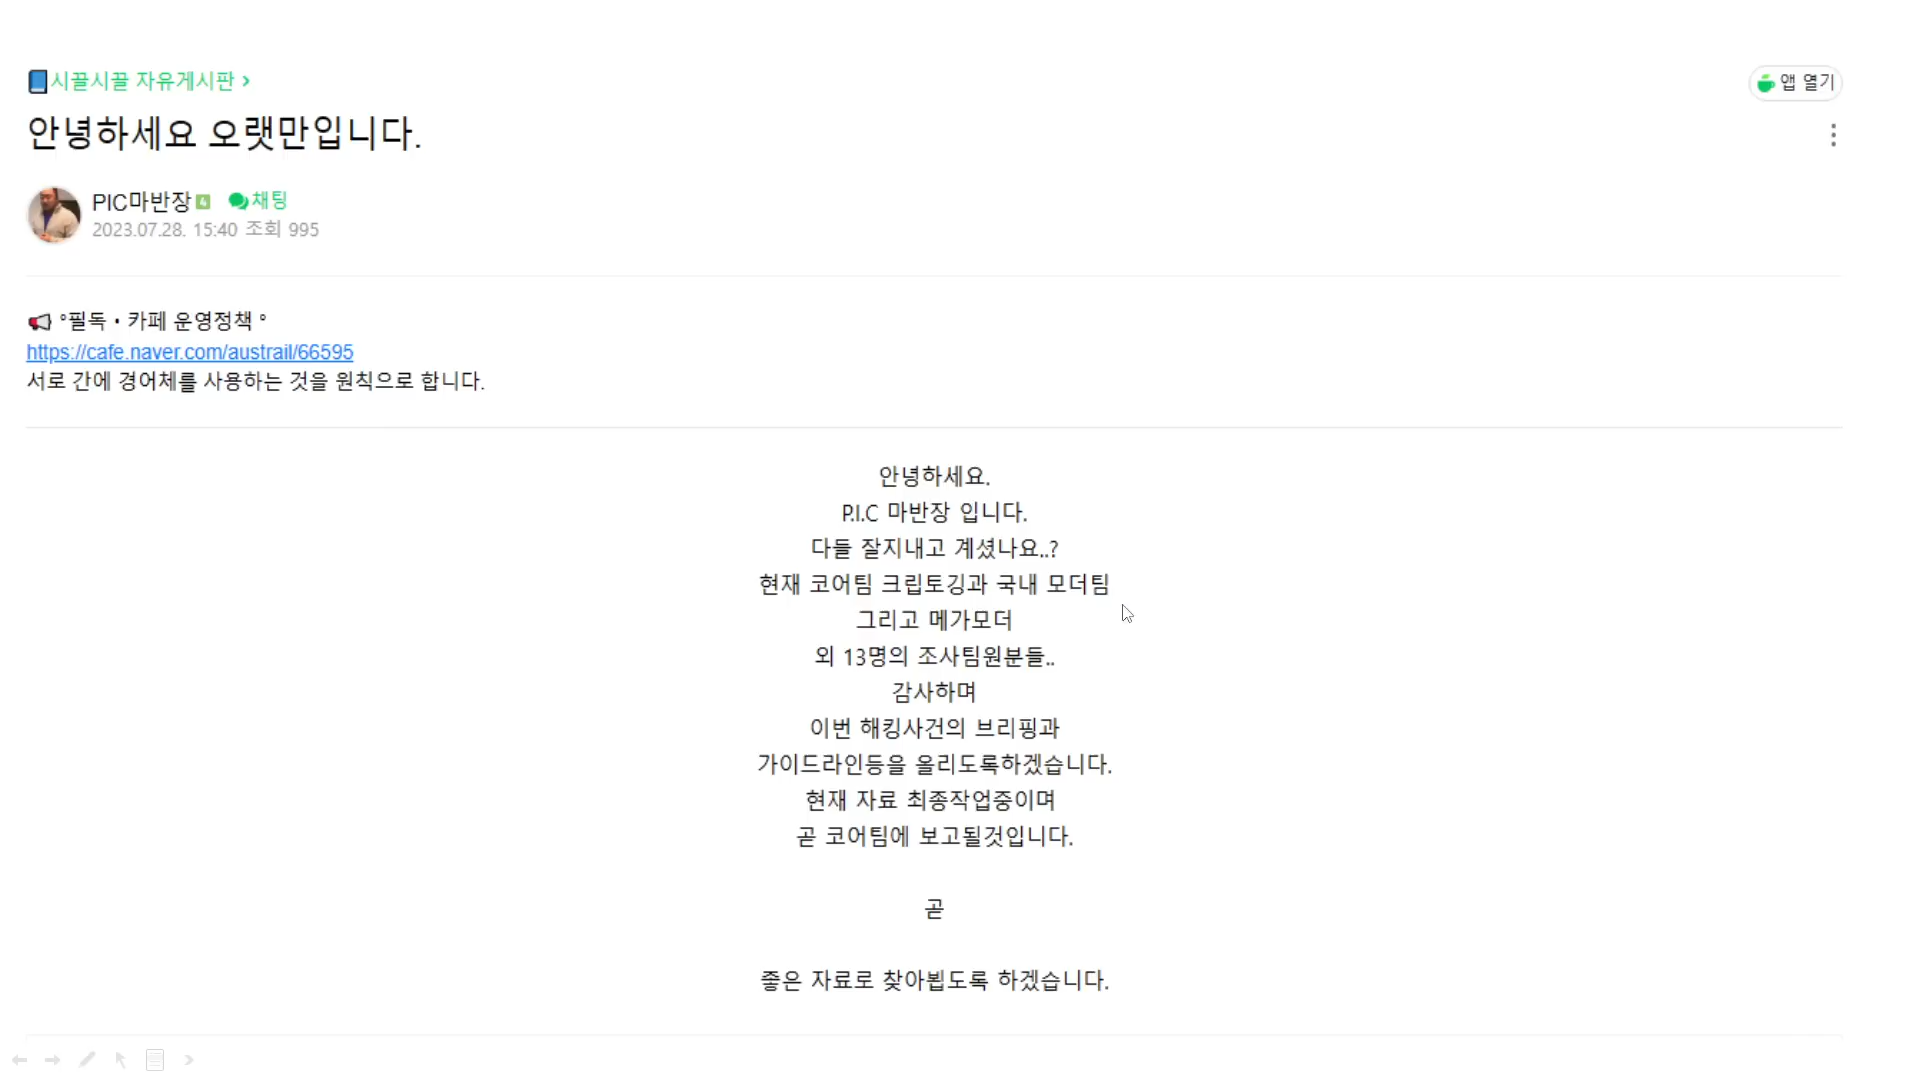 시끌시끌 자유게시판 >
앱 열기
안녕하세요 오랫만입니다.
PIC마반장 4 채팅
2023.07.28. 15:40 조회 995
°필독 • 카페 운영정책 °
https://cafe.naver.com/austrail/66595
서로 간에 경어체를 사용하는 것을 원칙으로 합니다.
안녕하세요.
P.I.C 마반장 입니다.
다들 잘지내고 계셨나요..?
현재 코어팀 크립토깅과 국내 모더팀
그리고 메가모더
외 13명의 조사팀원분들..
감사하며
이번 해킹사건의 브리핑과
가이드라인등을 올리도록하겠습니다.
현재 자료 최종작업중이며
곧 코어팀에 보고될것입니다.
곧
좋은 자료로 찾아뵙도록 하겠습니다.